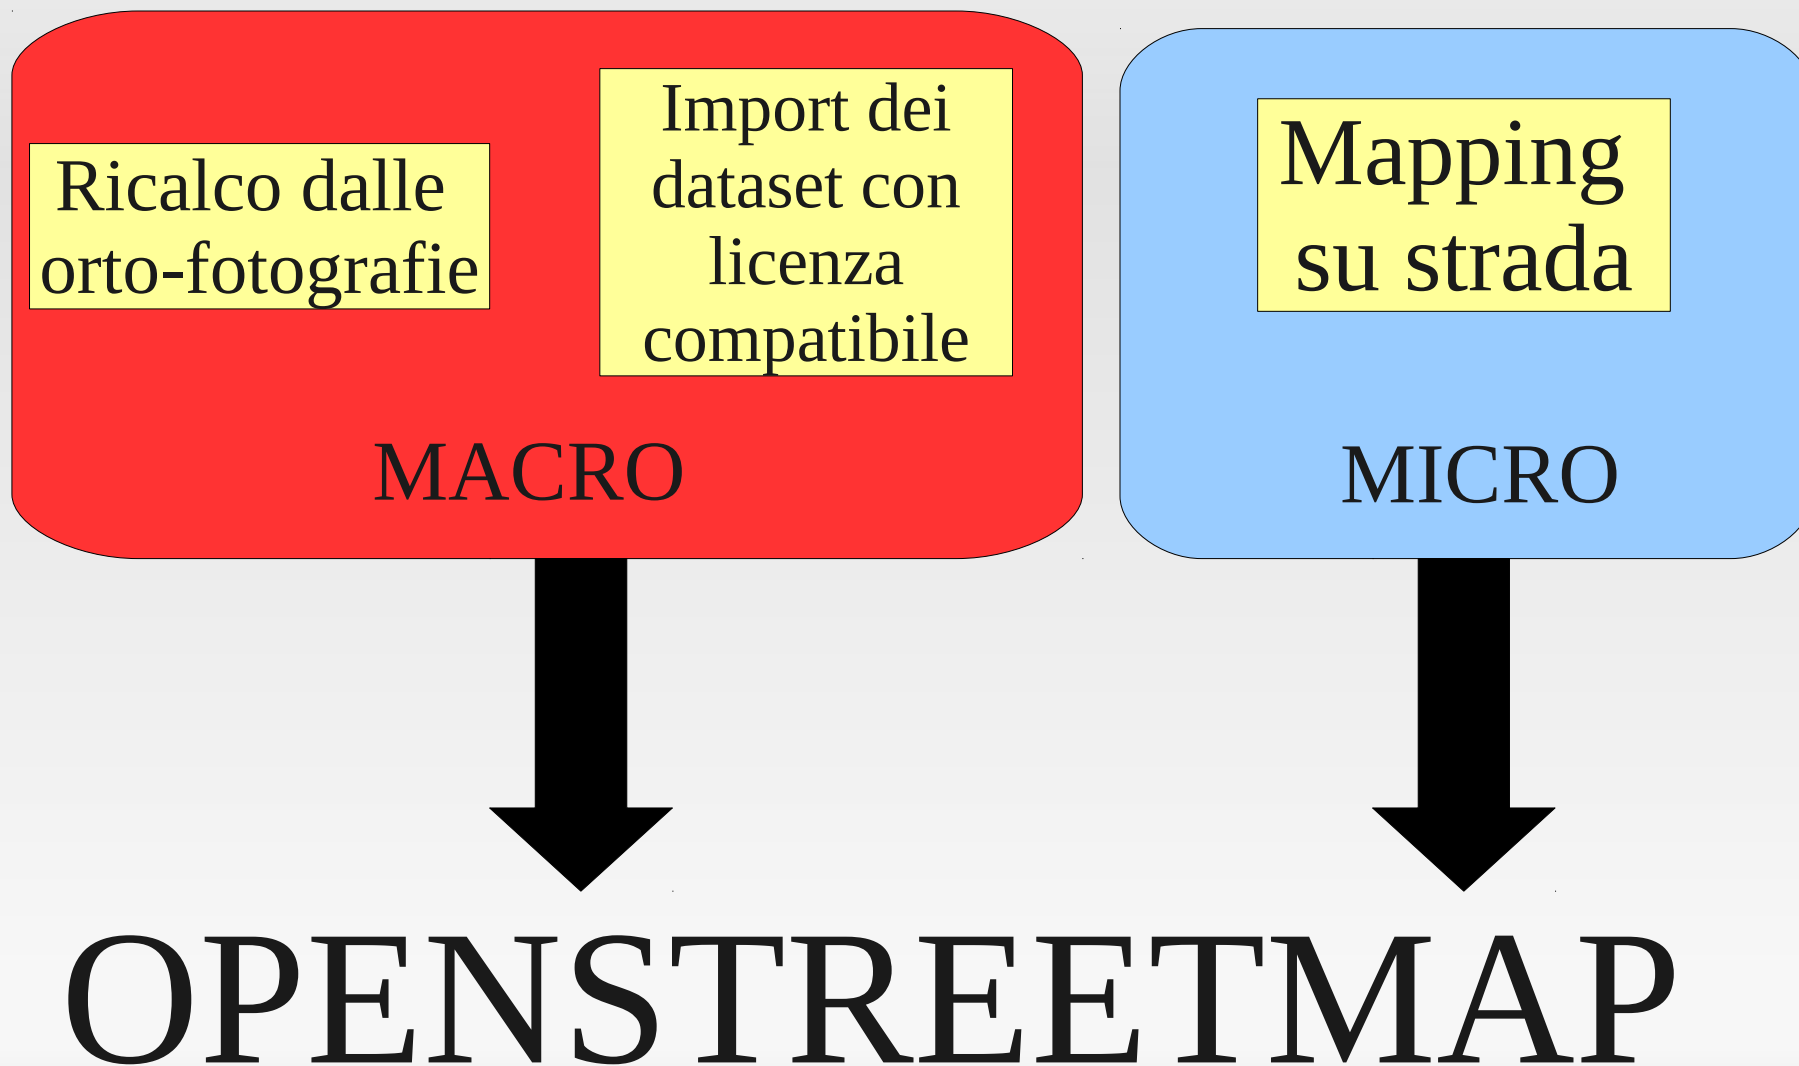 Ricalco dalle
orto-fotografie
Import dei
dataset con
licenza
compatibile
MACRO
Mapping
su strada
MICRO
OPENSTREETMAP